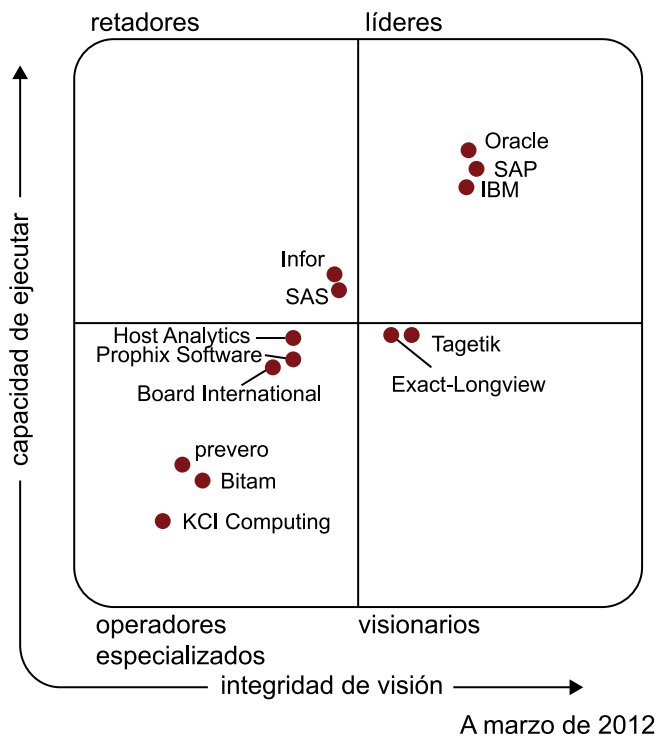 retadores
líderes
Oracle
SAP
IBM
Infor
SAS
Host Analytics
Prophix Software
Board International
Tagetik
Exact-Longview
prevero
Bitam
KCI Computing
capacidad de ejecutar
operadores
especializados
visionarios
integridad de visión
A marzo de 2012